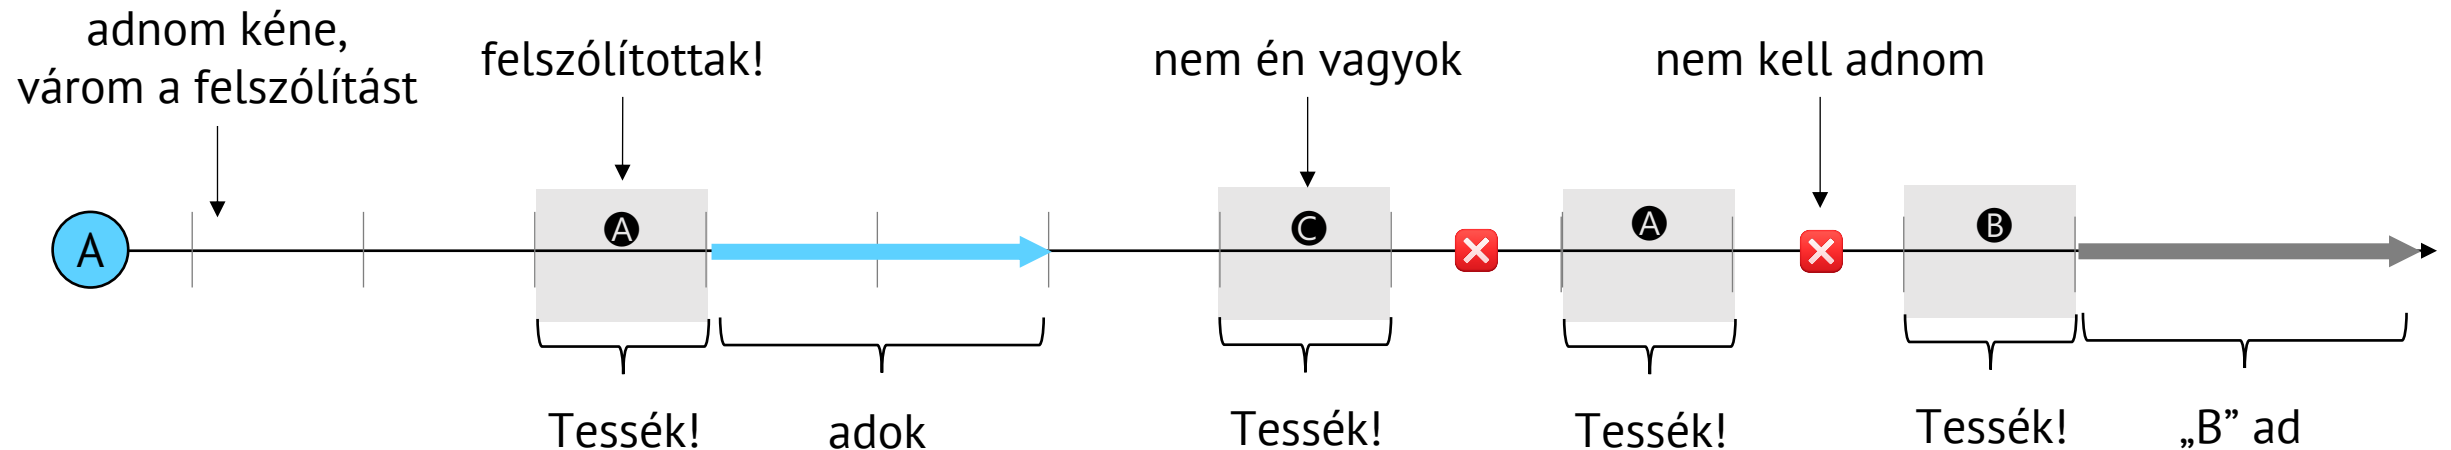 adnom kéne,
várom a felszólítást
felszólítottak!
nem én vagyok
nem kell adnom
A
A
C
A
B
Tessék!
adok
Tessék!
Tessék!
Tessék!
„B” ad